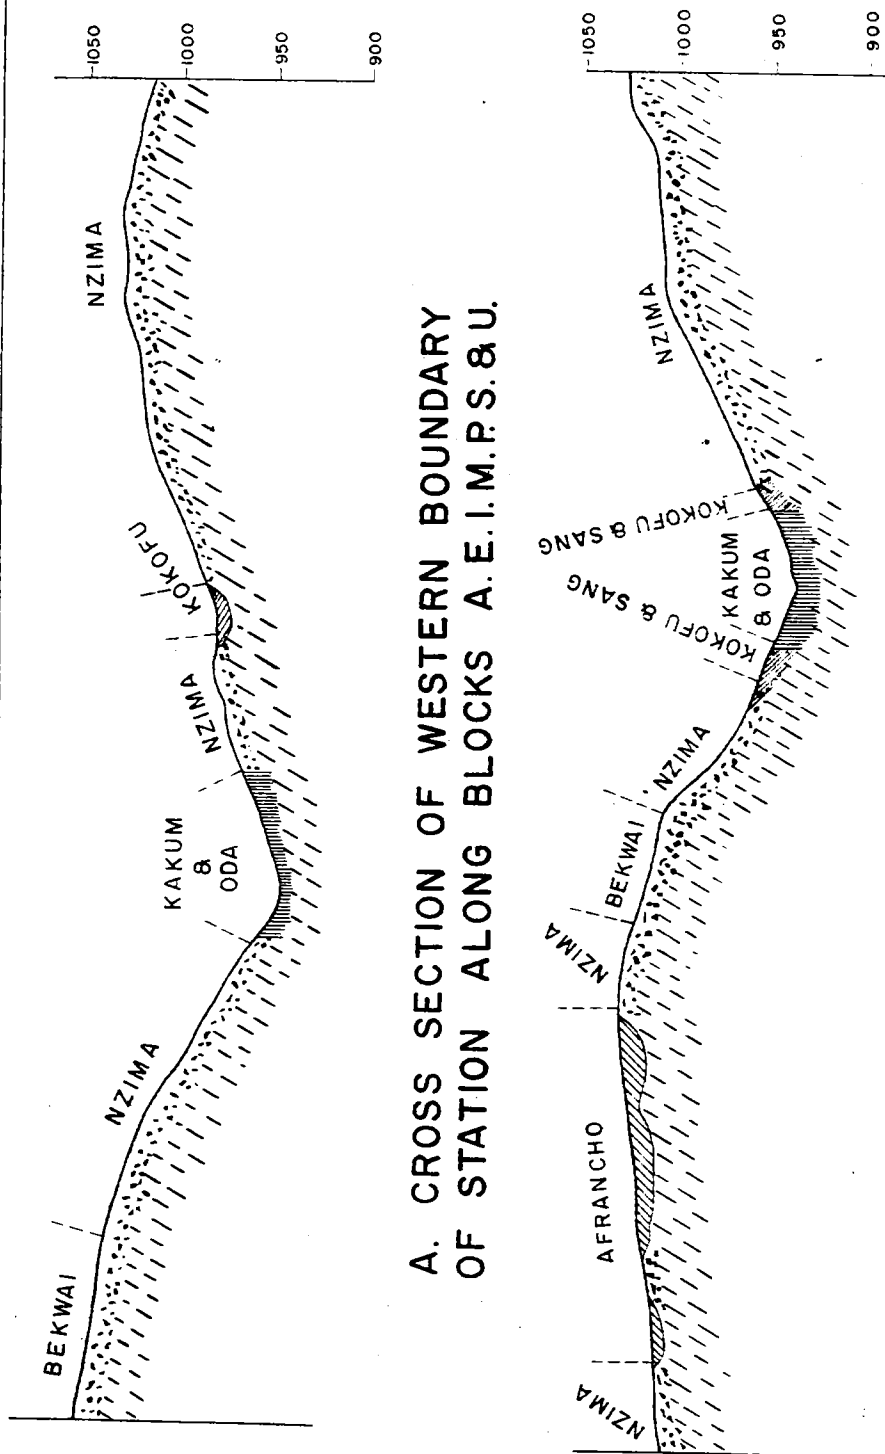 BEKWAI
NZIMA
KAKUM
&
ODA
NZIMA
KOKOFU
NZIMA
1050
1000
950
900
A. CROSS SECTION OF WESTERN BOUNDARY
OF STATION ALONG BLOCKS A. E. I. M. P. S. & U.
NZIMA
AFRANCHO
NZIMA
BEKWAI
NZIMA
KOKOFU & SANG
KAKUM
& ODA
KOKOFU & SANG
NZIMA
1050
1000
950
900